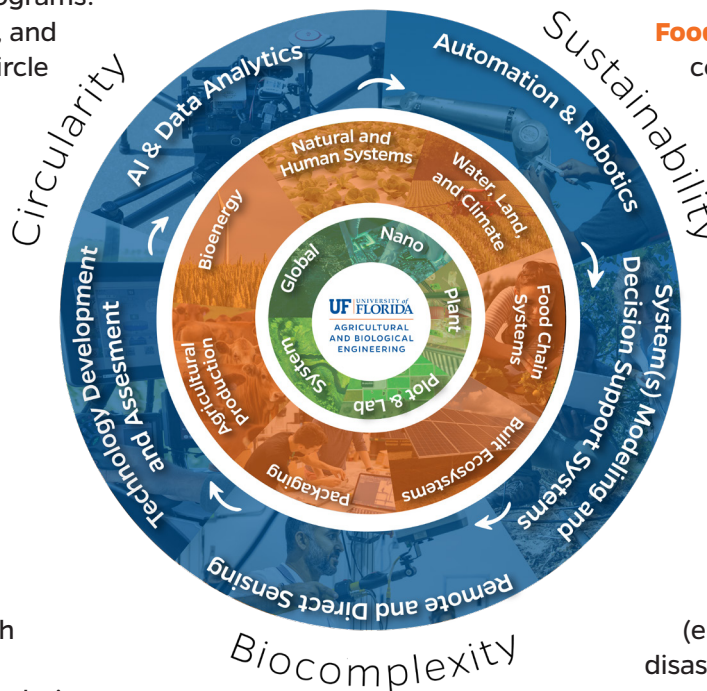 ograms.
, and
ircle
Food
co
Circularity
Sustainability
Biocomplexity
AI & Data Analytics
Automation & Robotics
System(s) Modeling and
Decision Support Systems
Remote and Direct Sensing
Technology Development
and Assesment
Natural and
Human Systems
Water, Land,
and Climate
Food Chain
Systems
Built Ecosystems
Packaging
Agricultural
Production
Bioenergy
Nano
Plant
Plot & Lab
System
Global
UF UNIVERSITY of
FLORIDA
AGRICULTURAL
AND BIOLOGICAL
ENGINEERING
h
(e
disas